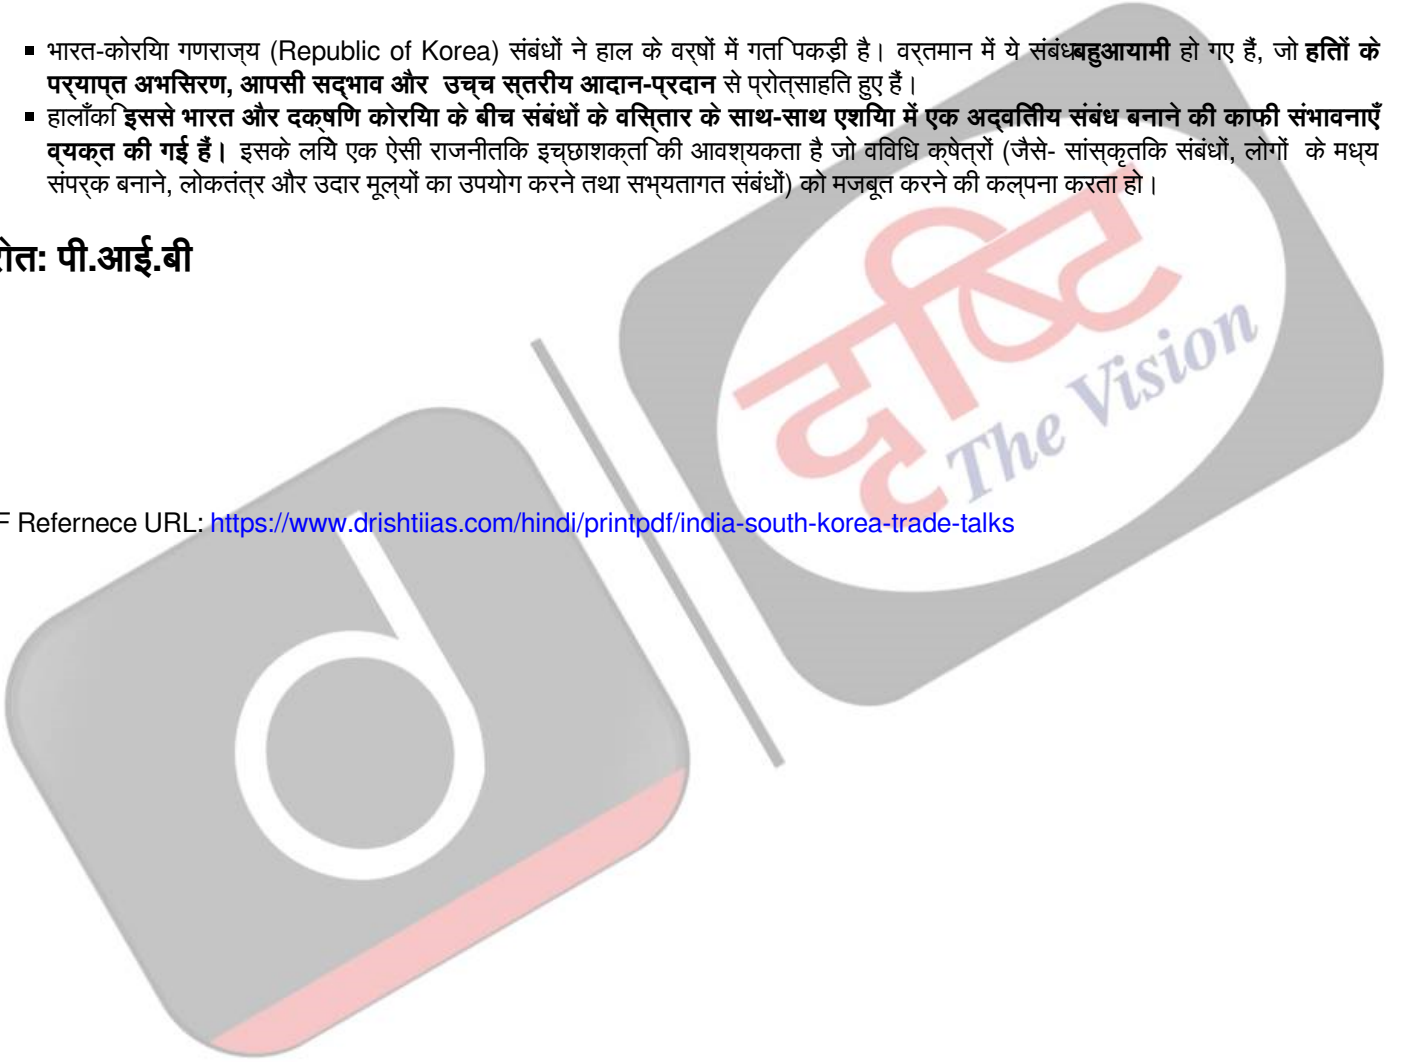 भारत-कोरिया गणराज्य (Republic of Korea) संबंधों ने हाल के वर्षों में गति पकड़ी है। वर्तमान में ये संबंध बहुआयामी हो गए हैं, जो हितों के
पर्याप्त अभिसरण, आपसी सद्भाव और उच्च स्तरीय आदान-प्रदान से प्रोत्साहित हुए हैं।
हालाँकि इससे भारत और दक्षिण कोरिया के बीच संबंधों के विस्तार के साथ-साथ एशिया में एक अद्वितीय संबंध बनाने की काफी संभावनाएँ
व्यक्त की गई हैं। इसके लिये एक ऐसी राजनीतिक इच्छाशक्ति की आवश्यकता है जो विविध क्षेत्रों (जैसे- सांस्कृतिक संबंधों, लोगों के मध्य
संपर्क बनाने, लोकतंत्र और उदार मूल्यों का उपयोग करने तथा सभ्यतागत संबंधों) को मजबूत करने की कल्पना करता हो।
रोत: पी.आई.बी
दृष्टि
The Vision
F Refernece URL: https://www.drishtiias.com/hindi/printpdf/india-south-korea-trade-talks
d